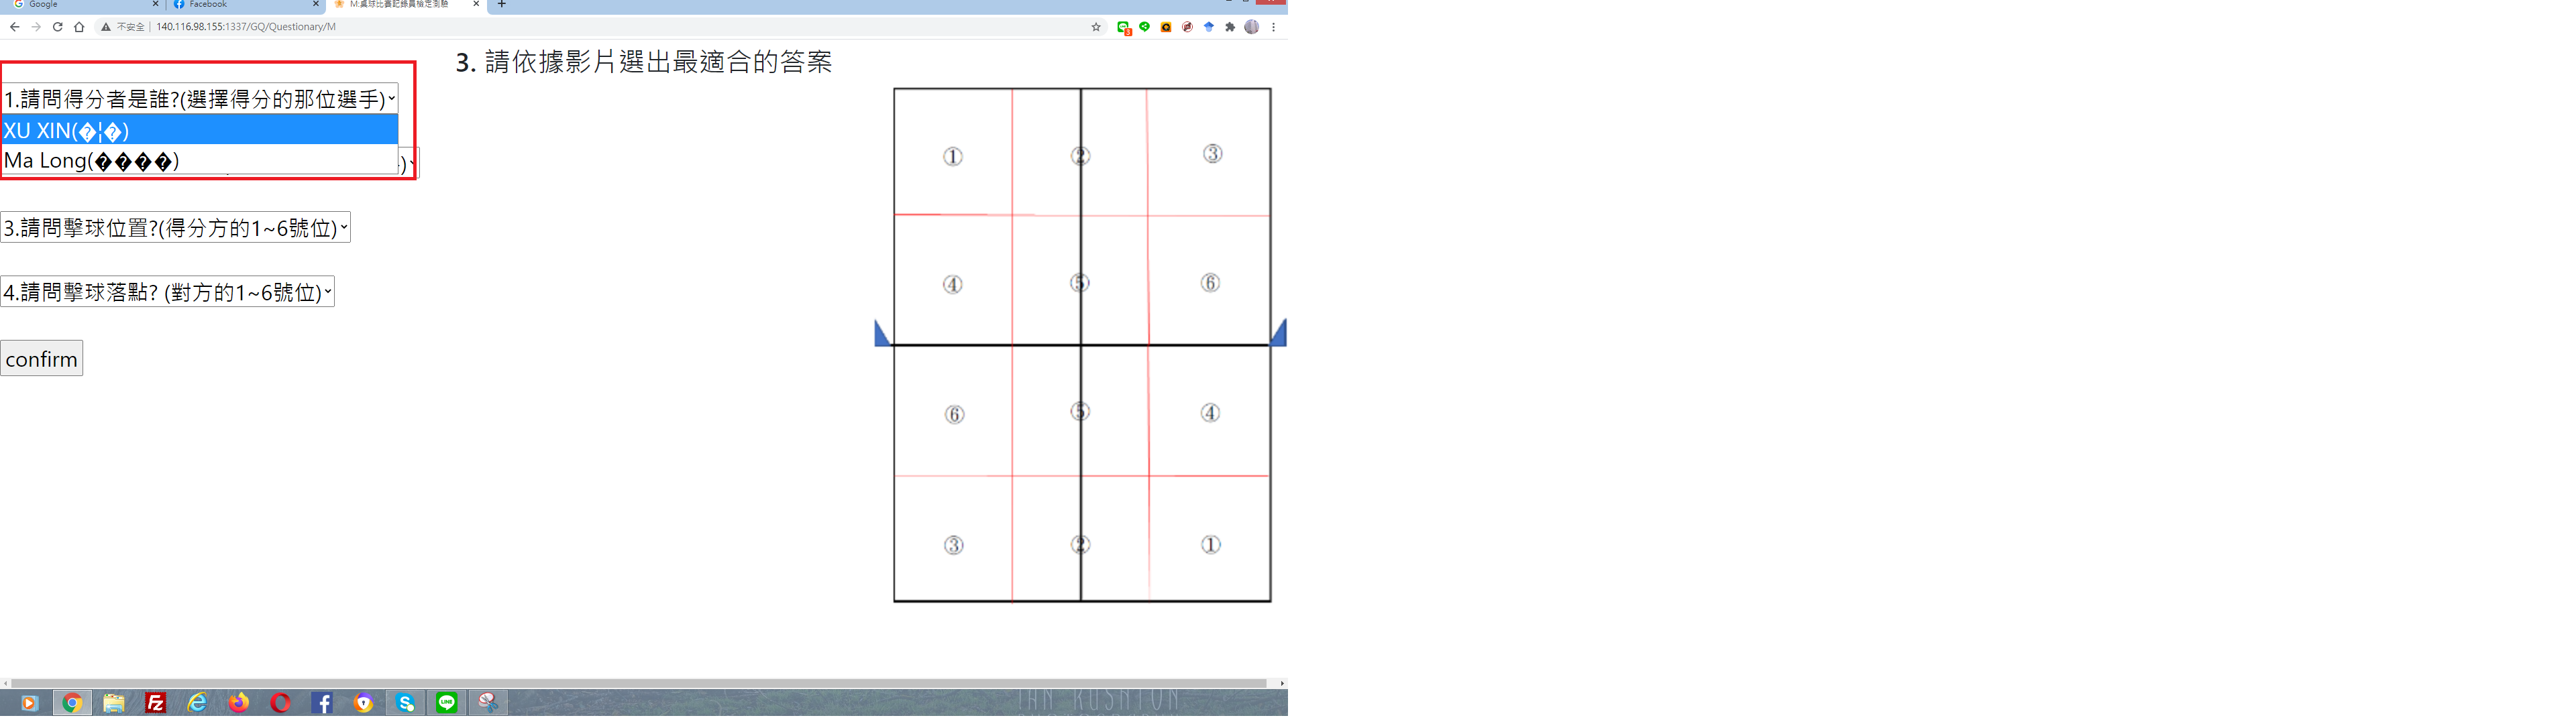 Google
Facebook
M:桌球比賽記錄員檢定測驗
不安全 | 140.116.98.155:1337/GQ/Questionary/M
3. 請依據影片選出最適合的答案
1.請問得分者是誰?(選擇得分的那位選手)
XU XIN(�¦�)
Ma Long(����)
)
3.請問擊球位置?(得分方的1~6號位)
4.請問擊球落點? (對方的1~6號位)
confirm
① ② ③
④ ⑤ ⑥
⑥ ⑤ ④
③ ② ①
IAN RUSHTON